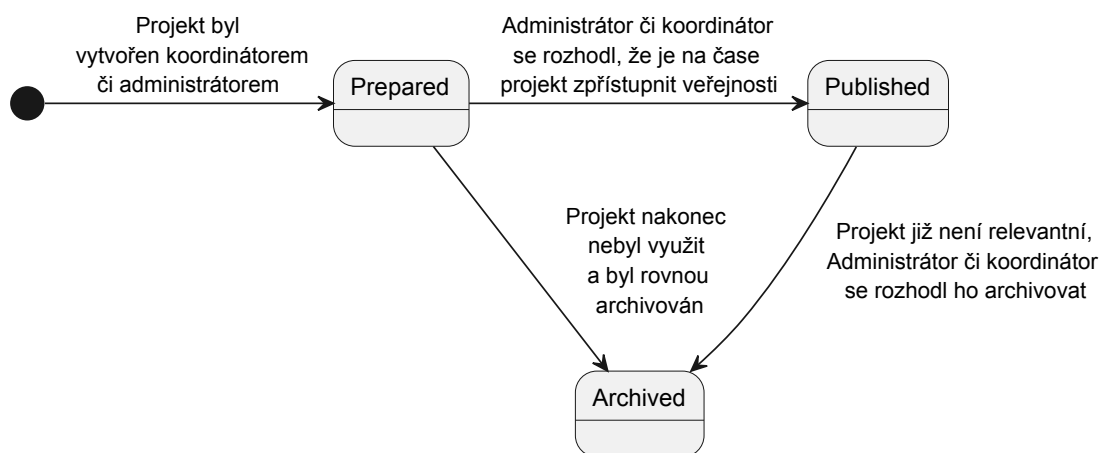 Projekt byl
vytvořen koordinátorem
či administrátorem
Prepared
Administrátor či koordinátor
se rozhodl, že je na čase
projekt zpřístupnit veřejnosti
Published
Projekt nakonec
nebyl využit
a byl rovnou
archivován
Projekt již není relevantní,
Administrátor či koordinátor
se rozhodl ho archivovat
Archived